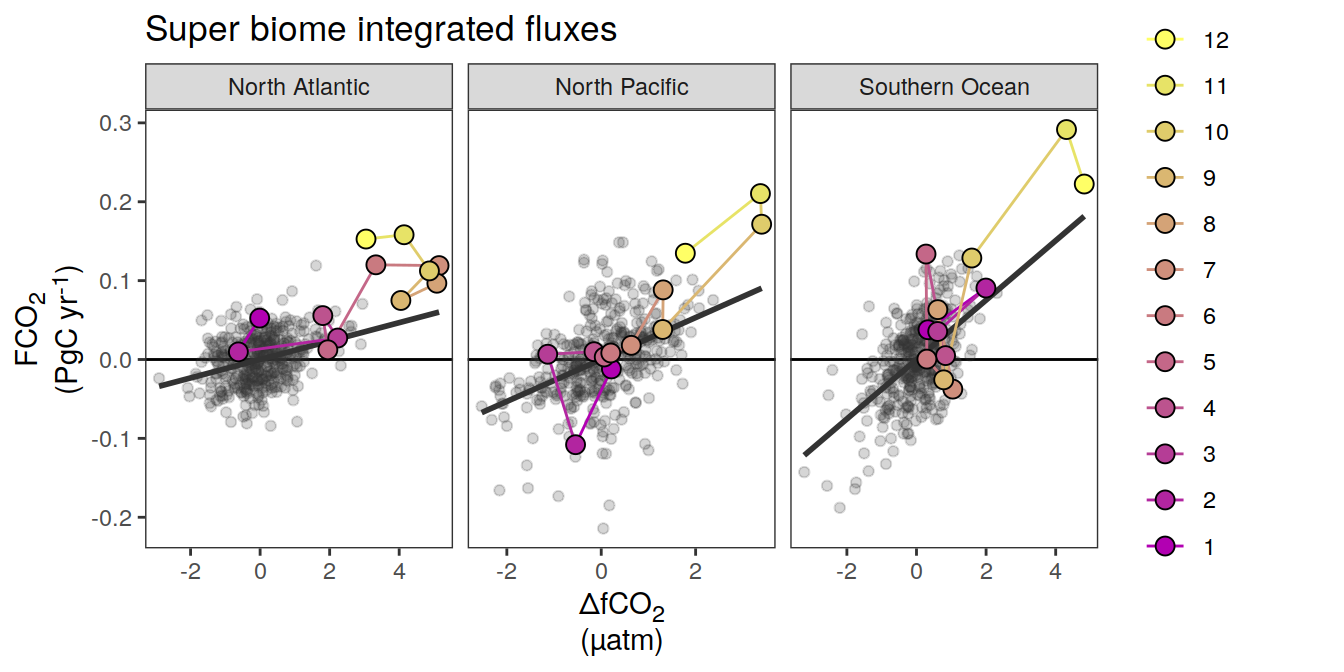 Super biome integrated fluxes
North Atlantic
North Pacific
Southern Ocean
0.3
0.2
0.1
0.0
-0.1
-0.2
FCO2
(PgC yr-1)
-2 0 2 4
-2 0 2
-2 0 2 4
ΔfCO2
(µatm)
12
11
10
9
8
7
6
5
4
3
2
1